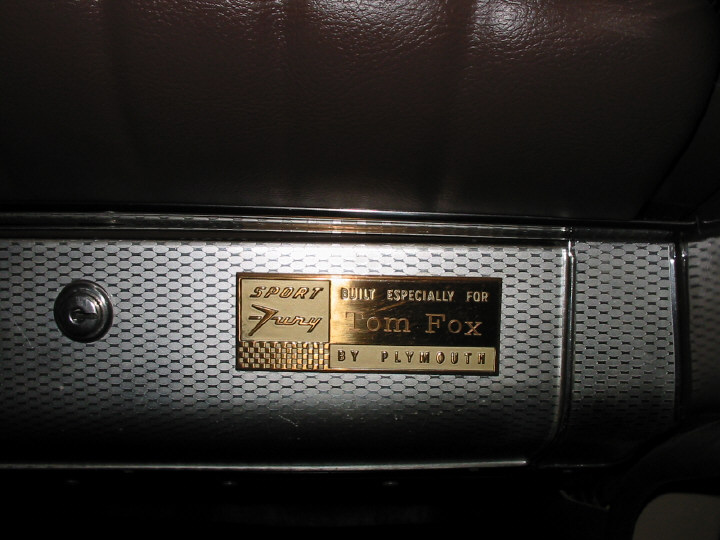 SPORT
Fury
BUILT ESPECIALLY FOR
Tom Fox
BY PLYMOUTH